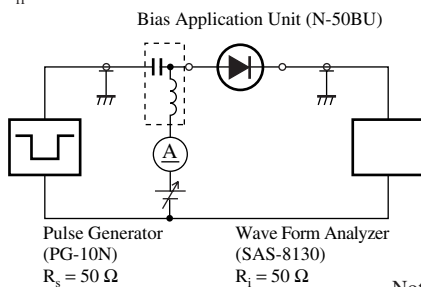 Bias Application Unit (N-50BU)
A
Pulse Generator
(PG-10N)
Rs = 50 Ω
Wave Form Analyzer
(SAS-8130)
Ri = 50 Ω